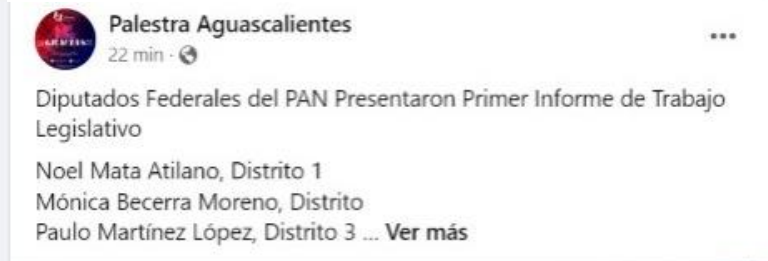 Palestra Aguascalientes
22 min ·
Diputados Federales del PAN Presentaron Primer Informe de Trabajo
Legislativo
Noel Mata Atilano, Distrito 1
Mónica Becerra Moreno, Distrito
Paulo Martínez López, Distrito 3 ... Ver más